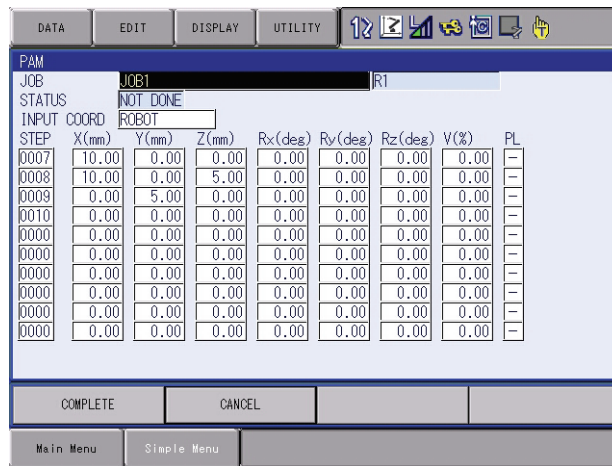 DATA EDIT DISPLAY UTILITY
PAM
JOB JOB1 R1
STATUS NOT DONE
INPUT COORD ROBOT
STEP X(mm) Y(mm) Z(mm) Rx(deg) Ry(deg) Rz(deg) V(%) PL
0007 10.00 0.00 0.00 0.00 0.00 0.00 0.00 -
0008 10.00 0.00 5.00 0.00 0.00 0.00 0.00 -
0009 0.00 5.00 0.00 0.00 0.00 0.00 0.00 -
0010 0.00 0.00 0.00 0.00 0.00 0.00 0.00 -
0000 0.00 0.00 0.00 0.00 0.00 0.00 0.00 -
0000 0.00 0.00 0.00 0.00 0.00 0.00 0.00 -
0000 0.00 0.00 0.00 0.00 0.00 0.00 0.00 -
0000 0.00 0.00 0.00 0.00 0.00 0.00 0.00 -
0000 0.00 0.00 0.00 0.00 0.00 0.00 0.00 -
0000 0.00 0.00 0.00 0.00 0.00 0.00 0.00 -
COMPLETE CANCEL
Main Menu Simple Menu